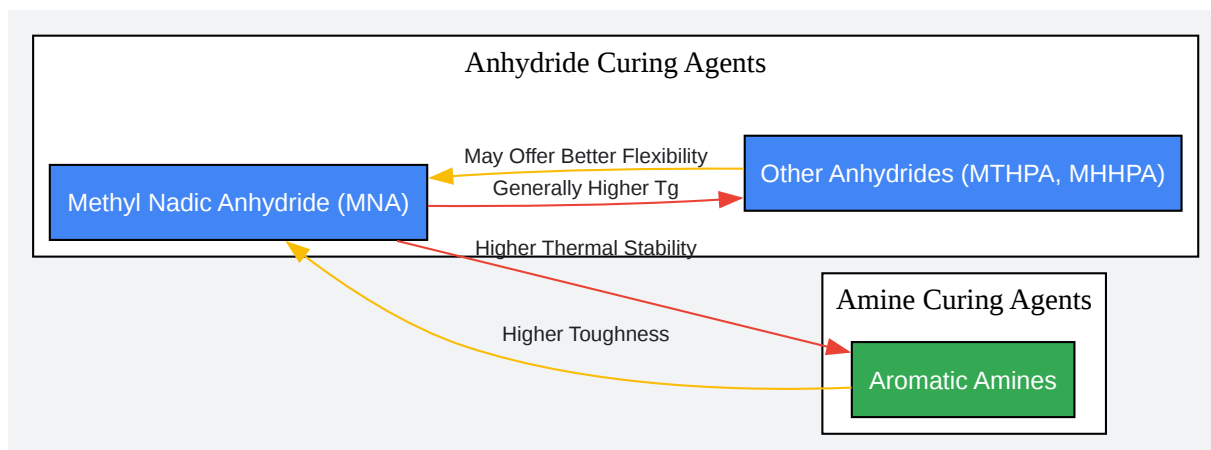 Anhydride Curing Agents
May Offer Better Flexibility
Other Anhydrides (MTHPA, MHHPA)
Methyl Nadic Anhydride (MNA)
Generally Higher Tg
Higher Thermal Stability
Amine Curing Agents
Higher Toughness
Aromatic Amines